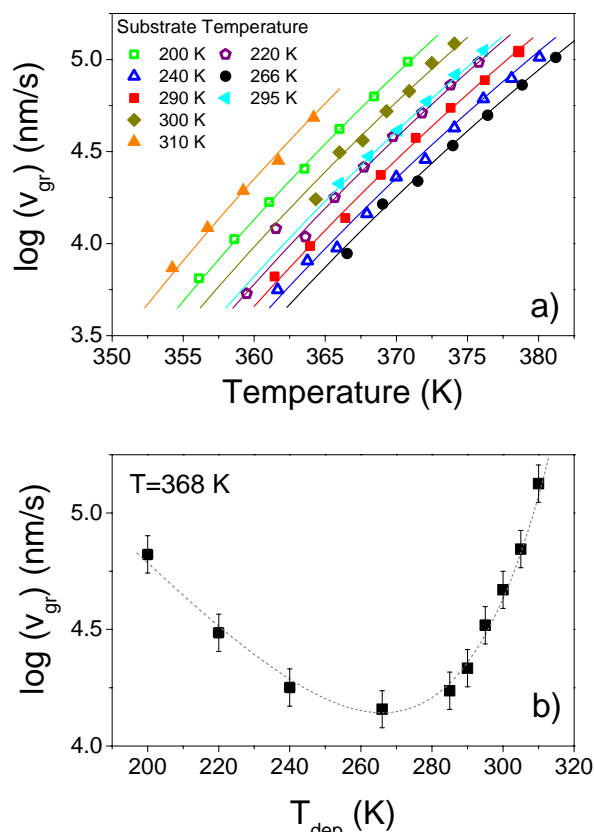 Substrate Temperature
200 K 220 K
240 K 266 K
290 K 295 K
300 K
310 K
5.0
4.5
4.0
3.5
log (v_gr) (nm/s)
350 355 360 365 370 375 380
Temperature (K)
a)
T=368 K
5.0
4.5
4.0
log (v_gr) (nm/s)
200 220 240 260 280 300 320
T_dep (K)
b)